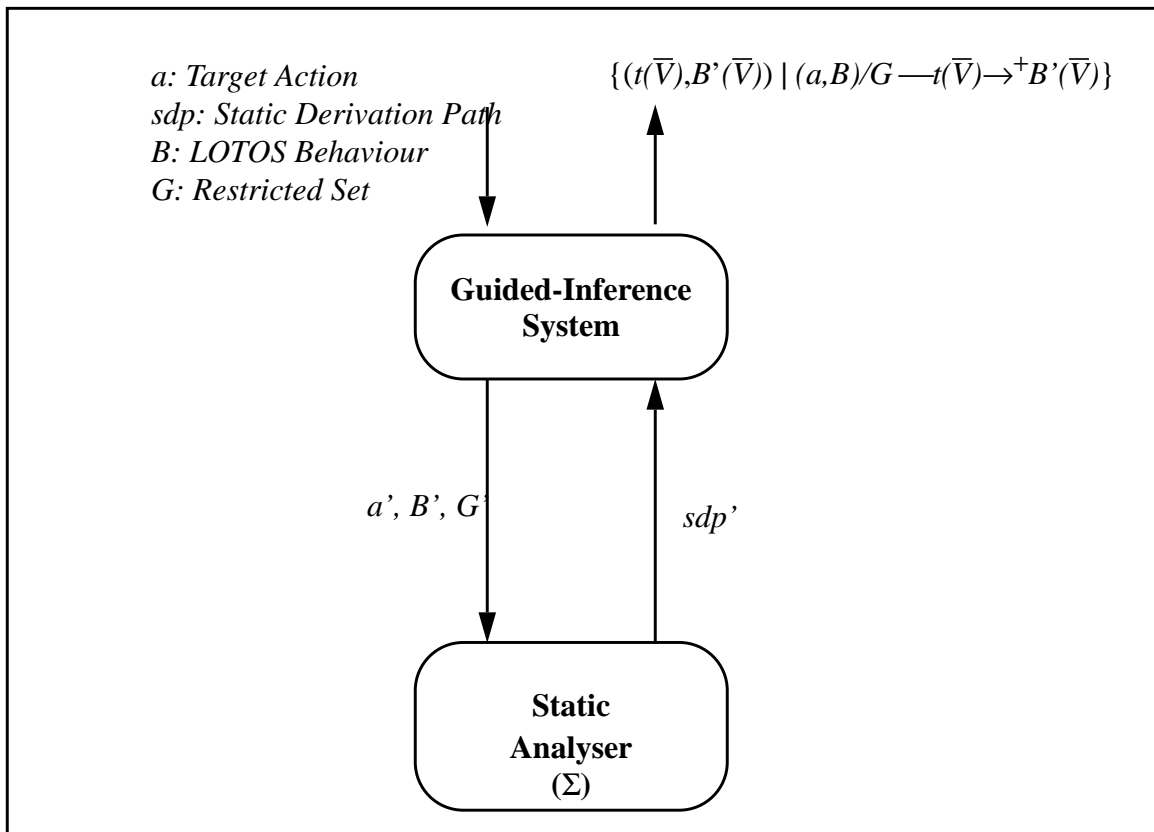 a: Target Action
sdp: Static Derivation Path
B: LOTOS Behaviour
G: Restricted Set
{(t(V̅),B’(V̅)) | (a,B)/G —t(V̅)→⁺B’(V̅)}
Guided-Inference
System
a’, B’, G’
sdp’
Static
Analyser
(Σ)